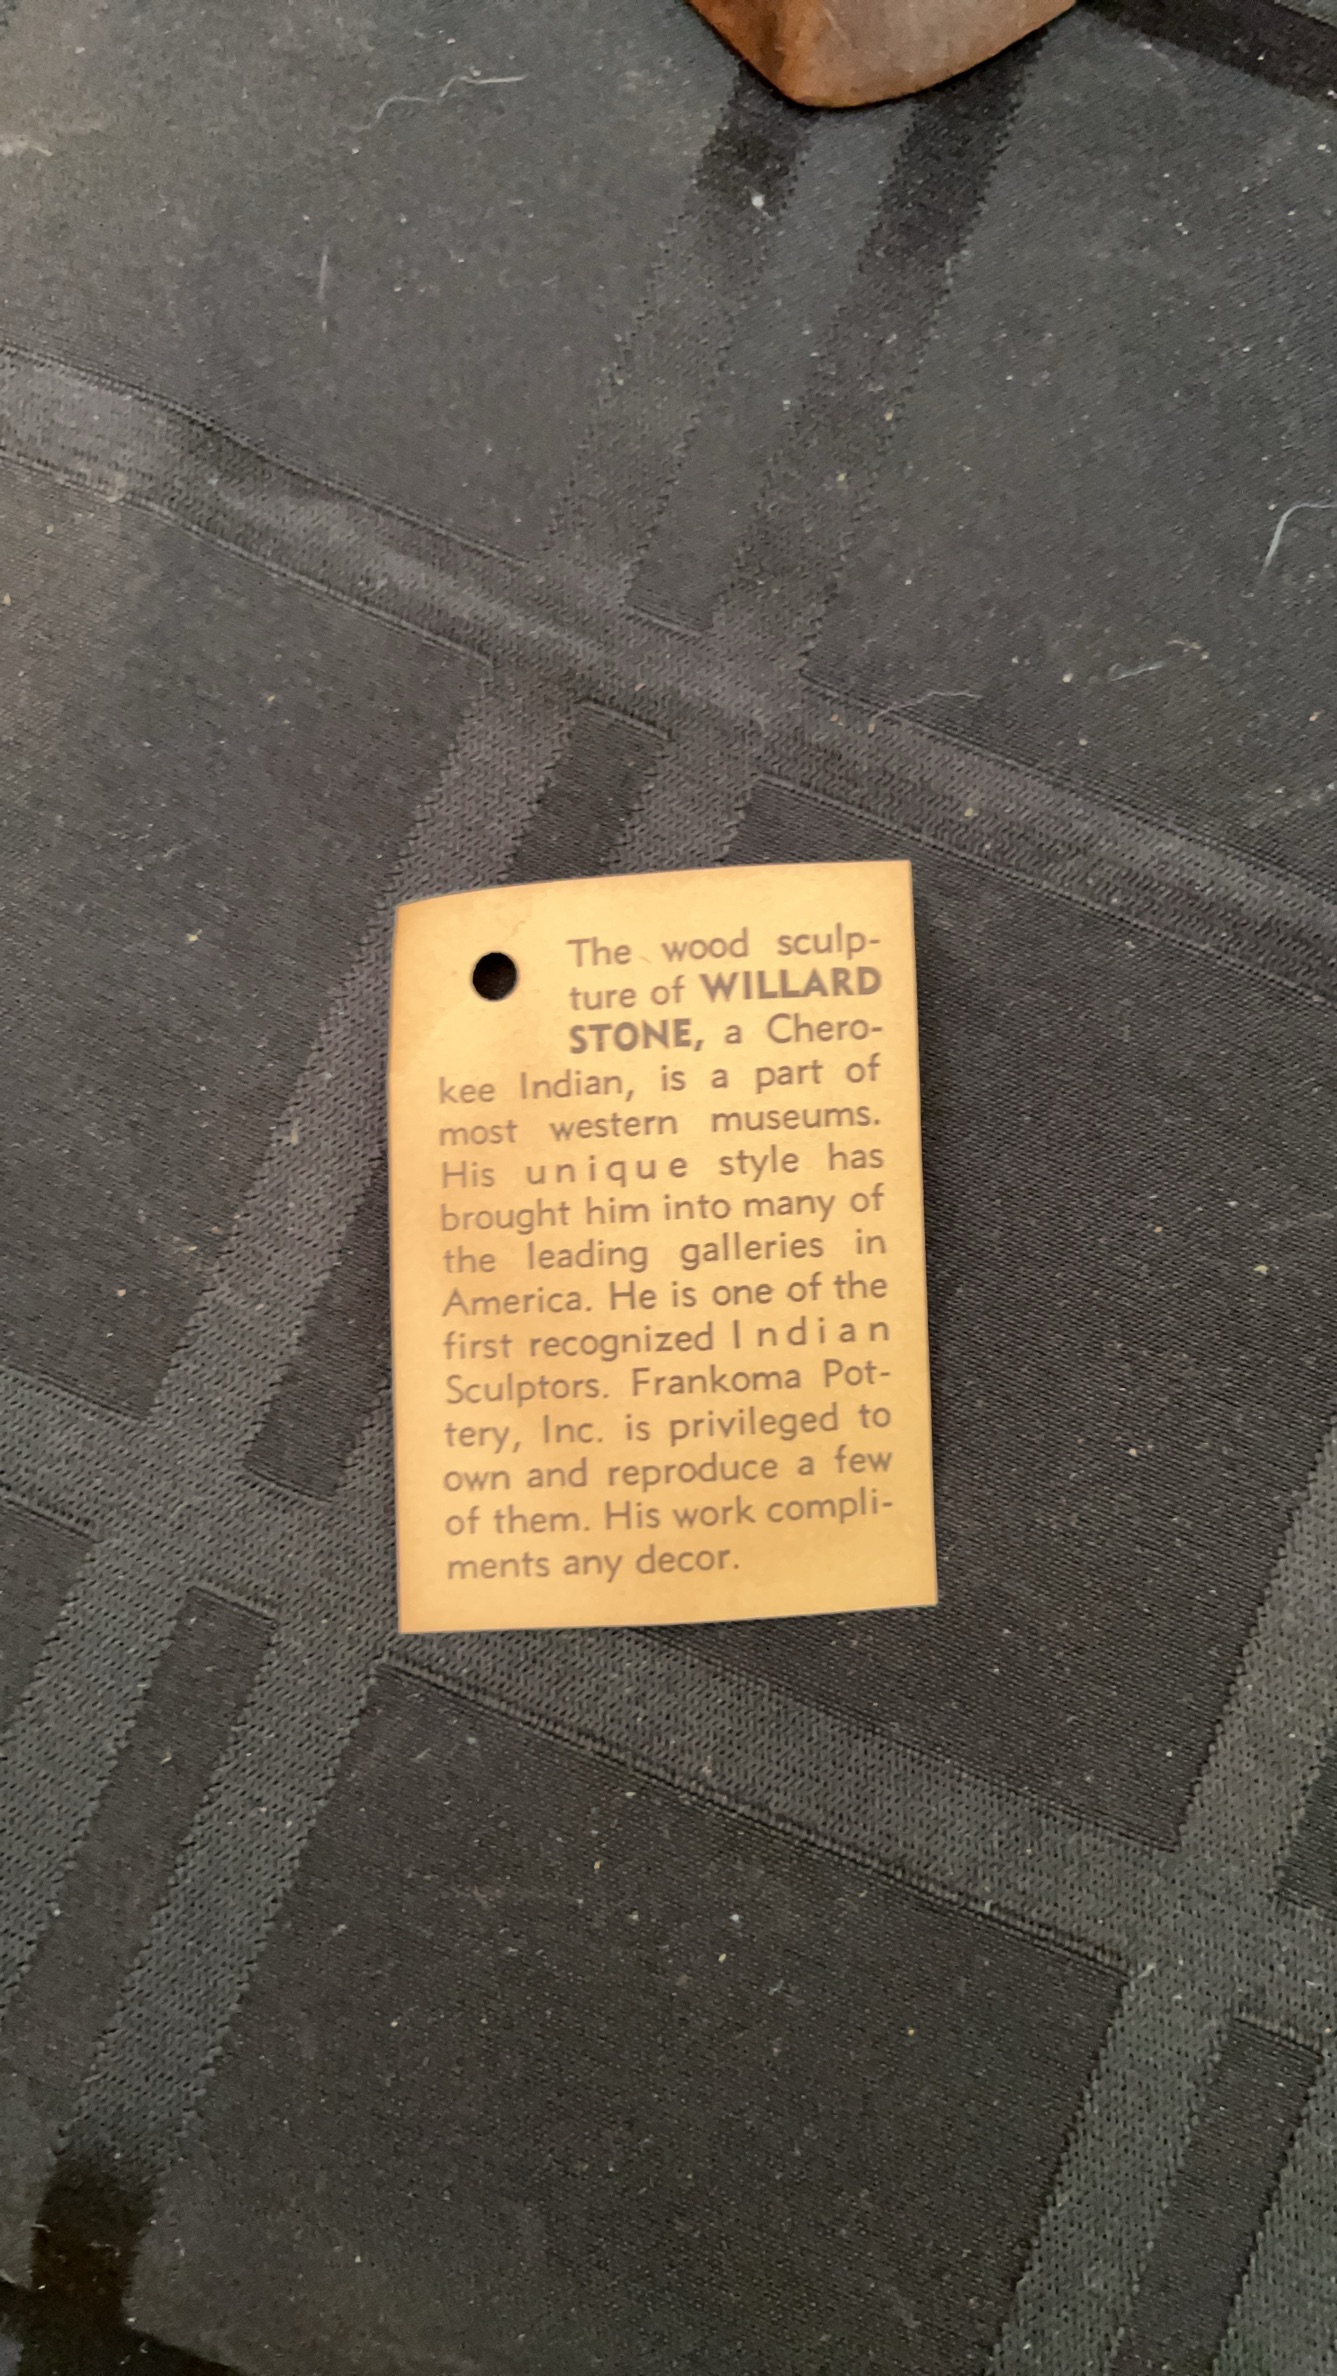 The wood sculp-
ture of WILLARD
STONE, a Chero-
kee Indian, is a part of
most western museums.
His unique style has
brought him into many of
the leading galleries in
America. He is one of the
first recognized Indian
Sculptors. Frankoma Pot-
tery, Inc. is privileged to
own and reproduce a few
of them. His work compli-
ments any decor.